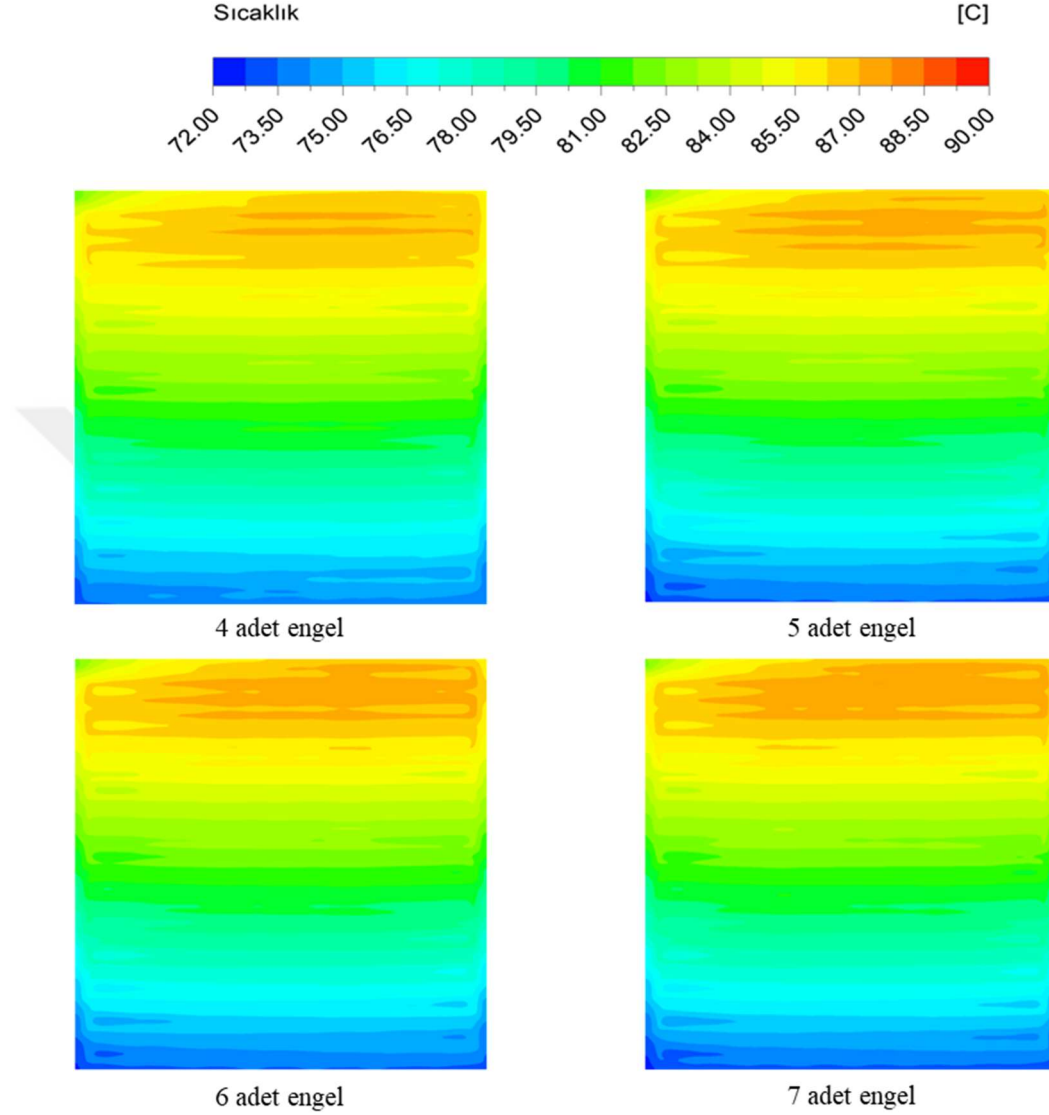 Sıcaklık [C]
72.00 73.50 75.00 76.50 78.00 79.50 81.00 82.50 84.00 85.50 87.00 88.50 90.00
4 adet engel 5 adet engel
6 adet engel 7 adet engel